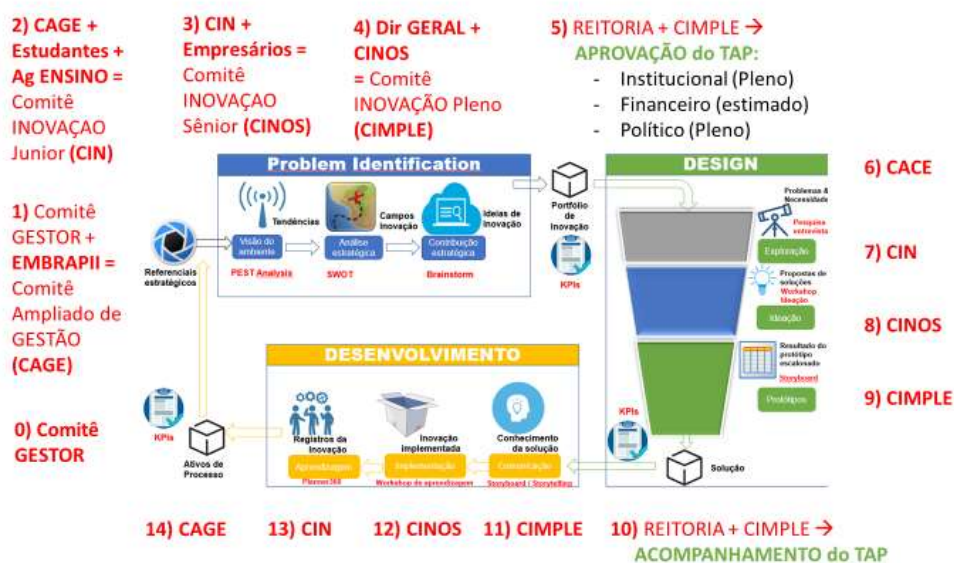 2) CAGE +
Estudantes +
Ag ENSINO =
Comitê
INOVAÇAO
Junior (CIN)
3) CIN +
Empresários =
Comitê
INOVAÇAO
Sênior (CINOS)
4) Dir GERAL +
CINOS
= Comitê
INOVAÇÃO Pleno
(CIMPLE)
5) REITORIA + CIMPLE →
APROVAÇÃO do TAP:
- Institucional (Pleno)
- Financeiro (estimado)
- Político (Pleno)
1) Comitê
GESTOR +
EMBRAPII =
Comitê
Ampliado de
GESTÃO
(CAGE)
0) Comitê
GESTOR
Referenciais
estratégicos
Problem Identification
Tendências
Campos
Inovação
Ideias de
Inovação
Visão do
ambiente
Análise
estratégica
Contribuição
estratégica
PEST Analysis
SWOT
Brainstorm
Portfólio
de
Inovação
KPIs
DESIGN
Problemas &
Necessidade
Pesquisa
entrevista
Exploração
Propostas de
soluções
Workshop
Ideação
Ideação
Resultado do
protótipo
escalonado
Storyboard
Protótipos
6) CACE
7) CIN
8) CINOS
9) CIMPLE
KPIs
Solução
DESENVOLVIMENTO
Registros da
Inovação
Inovação
Implementada
Conhecimento
da solução
Aprendizagem
Implementação
Comunicação
Planner360
Workshop de aprendizagem
Storyboard / Storytelling
KPIs
Ativos de
Processo
14) CAGE
13) CIN
12) CINOS
11) CIMPLE
10) REITORIA + CIMPLE →
ACOMPANHAMENTO do TAP